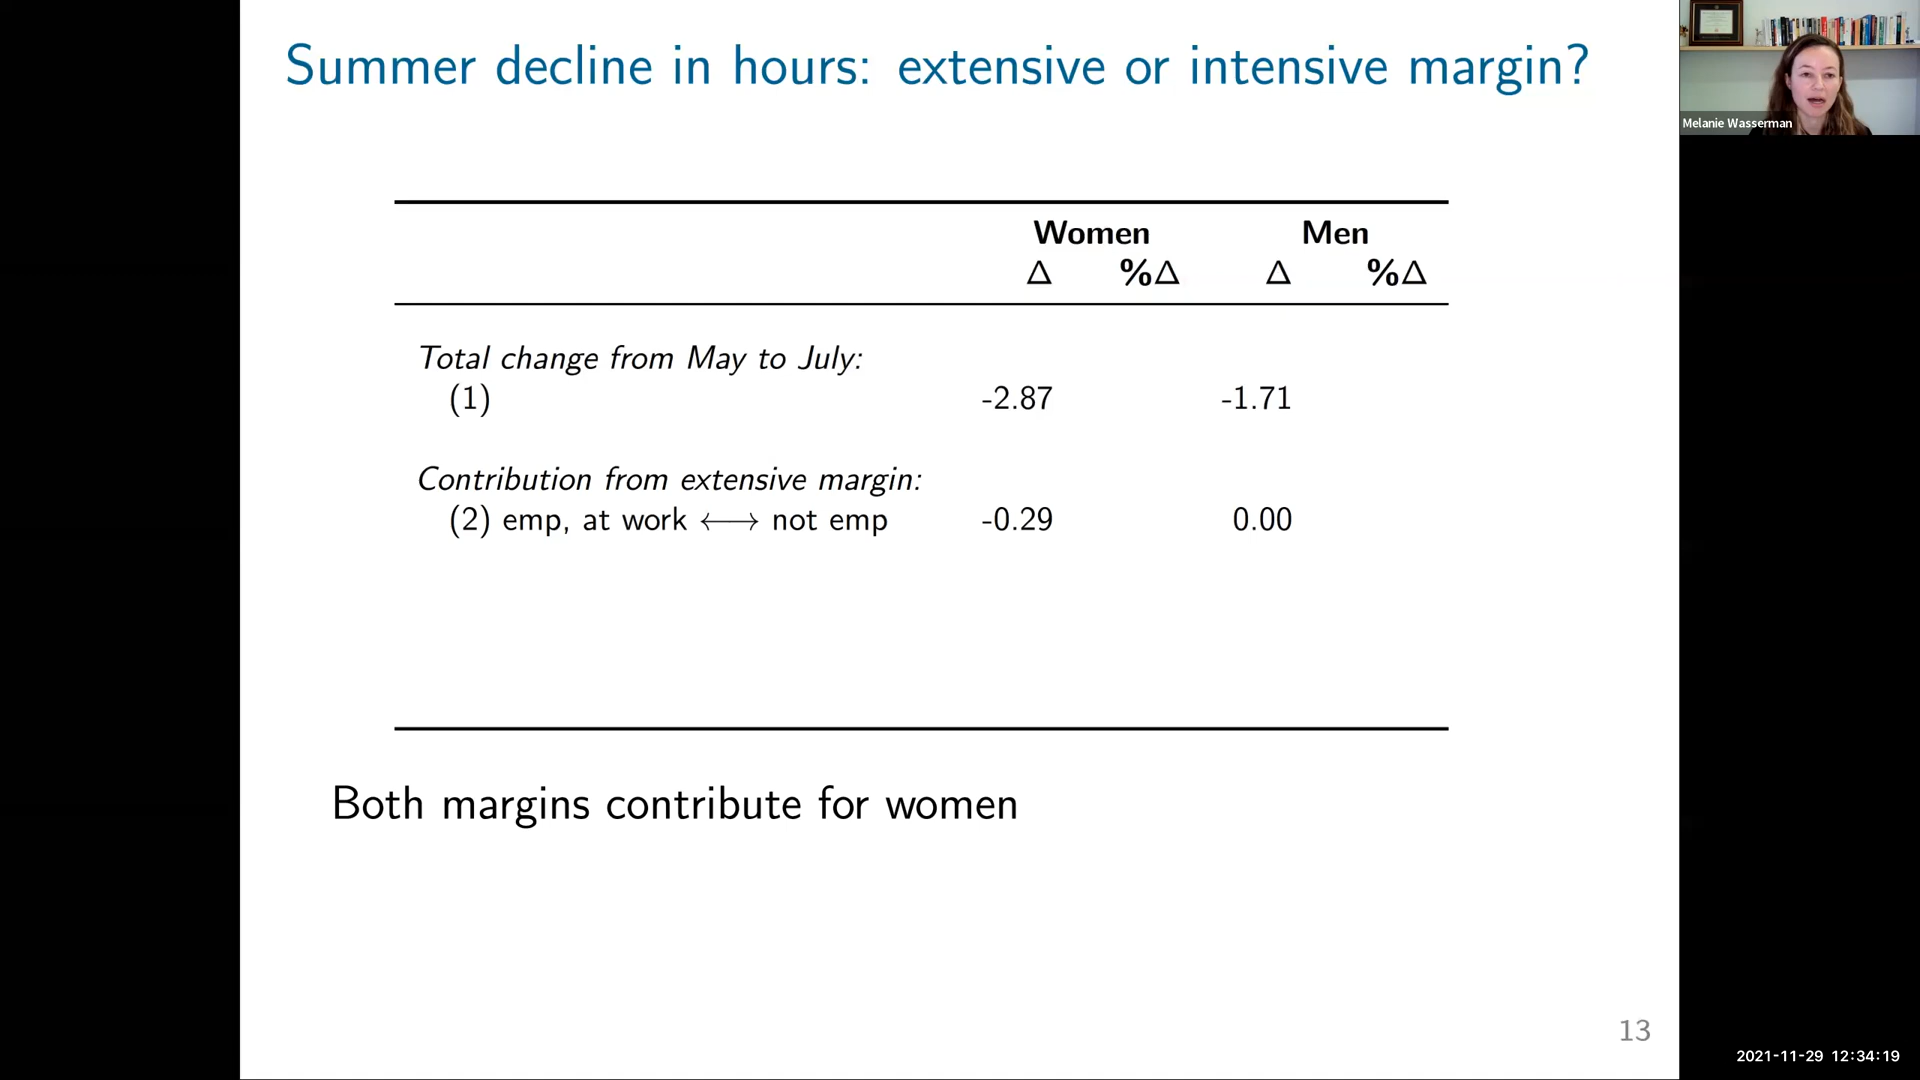 Summer decline in hours: extensive or intensive margin?
Melanie Wasserman
Women Men
Δ %Δ Δ %Δ
Total change from May to July:
(1) -2.87 -1.71
Contribution from extensive margin:
(2) emp, at work ⟷ not emp -0.29 0.00
Both margins contribute for women
13
2021-11-29 12:34:19